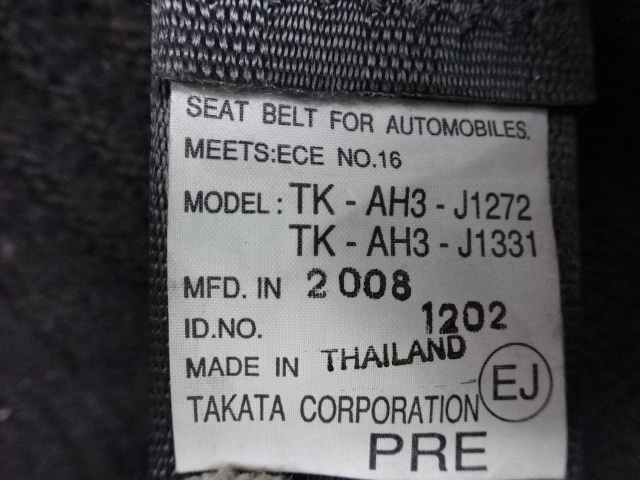 SEAT BELT FOR AUTOMOBILES.
MEETS:ECE NO.16
MODEL: TK - AH3 - J1272
TK - AH3 - J1331
MFD. IN 2008
ID.NO. 1202
MADE IN THAILAND
TAKATA CORPORATION EJ
PRE